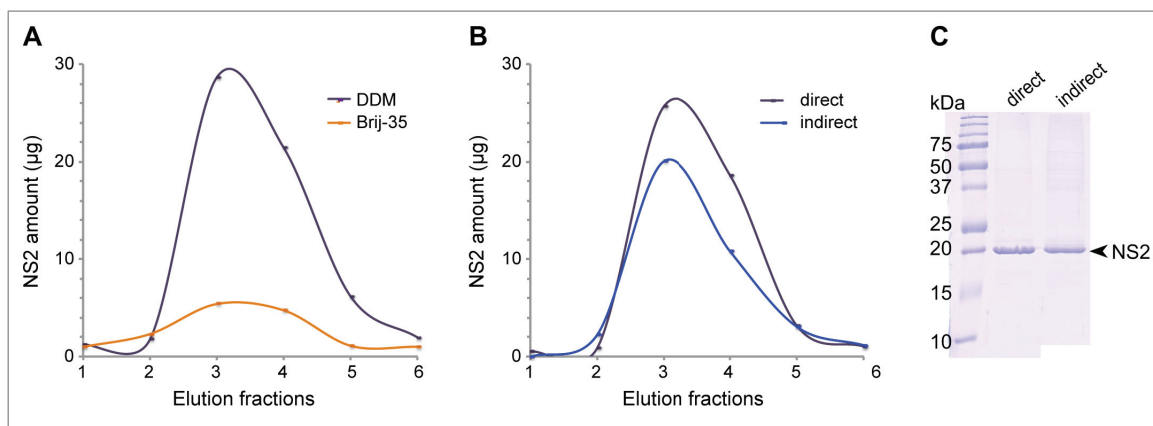 A
30
20
10
0
NS2 amount (µg)
DDM
Brij-35
1 2 3 4 5 6
Elution fractions
B
30
20
10
0
NS2 amount (µg)
direct
indirect
1 2 3 4 5 6
Elution fractions
C
direct
indirect
kDa
75
50
37
25
20
15
10
NS2